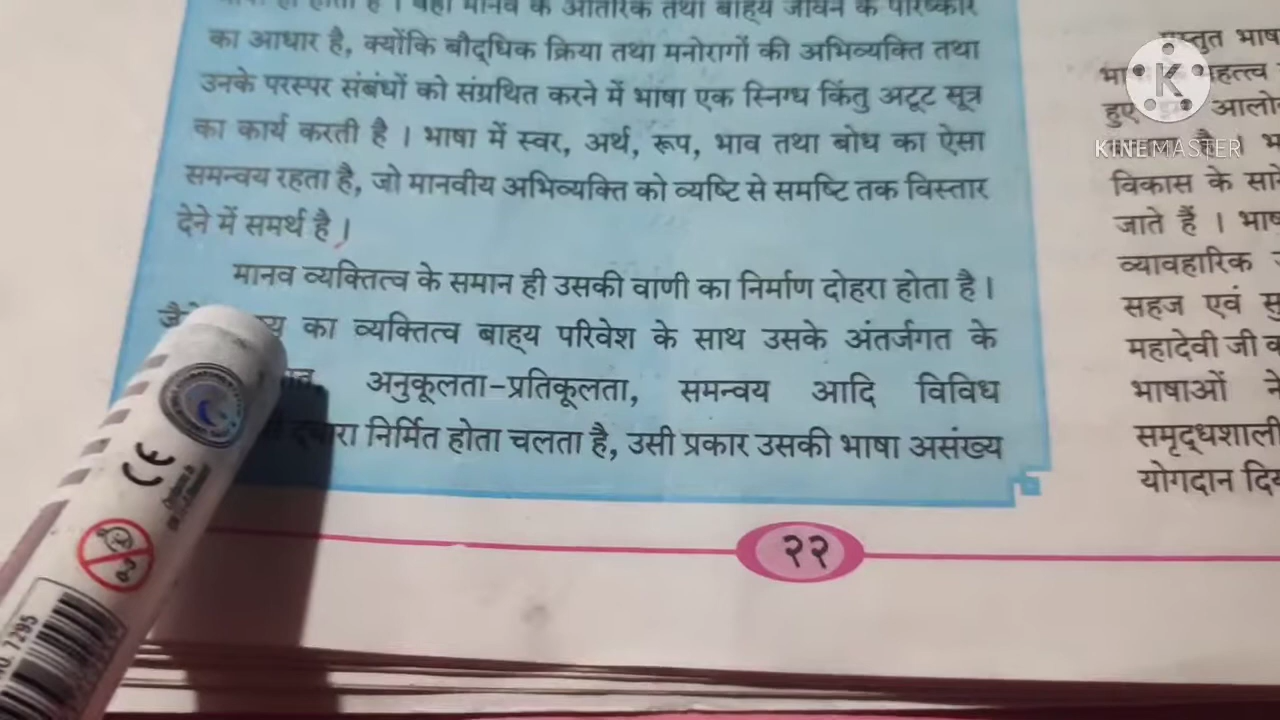 का आधार है, क्योंकि बौद्धिक क्रिया तथा मनोरागों की अभिव्यक्ति तथा
उनके परस्पर संबंधों को संग्रथित करने में भाषा एक स्निग्ध किंतु अटूट सूत्र
का कार्य करती है । भाषा में स्वर, अर्थ, रूप, भाव तथा बोध का ऐसा
समन्वय रहता है, जो मानवीय अभिव्यक्ति को व्यष्टि से समष्टि तक विस्तार
देने में समर्थ है ।
मानव व्यक्तित्व के समान ही उसकी वाणी का निर्माण दोहरा होता है ।
का व्यक्तित्व बाह्य परिवेश के साथ उसके अंतर्जगत के
अनुकूलता-प्रतिकूलता, समन्वय आदि विविध
निर्मित होता चलता है, उसी प्रकार उसकी भाषा असंख्य
२२
विकास के
जाते हैं ।
व्यावहारिक
सहज एवं
महादेवी जी
भाषाओं ने
समृद्धशाली
योगदान
K
KINEMASTER
CE
7295